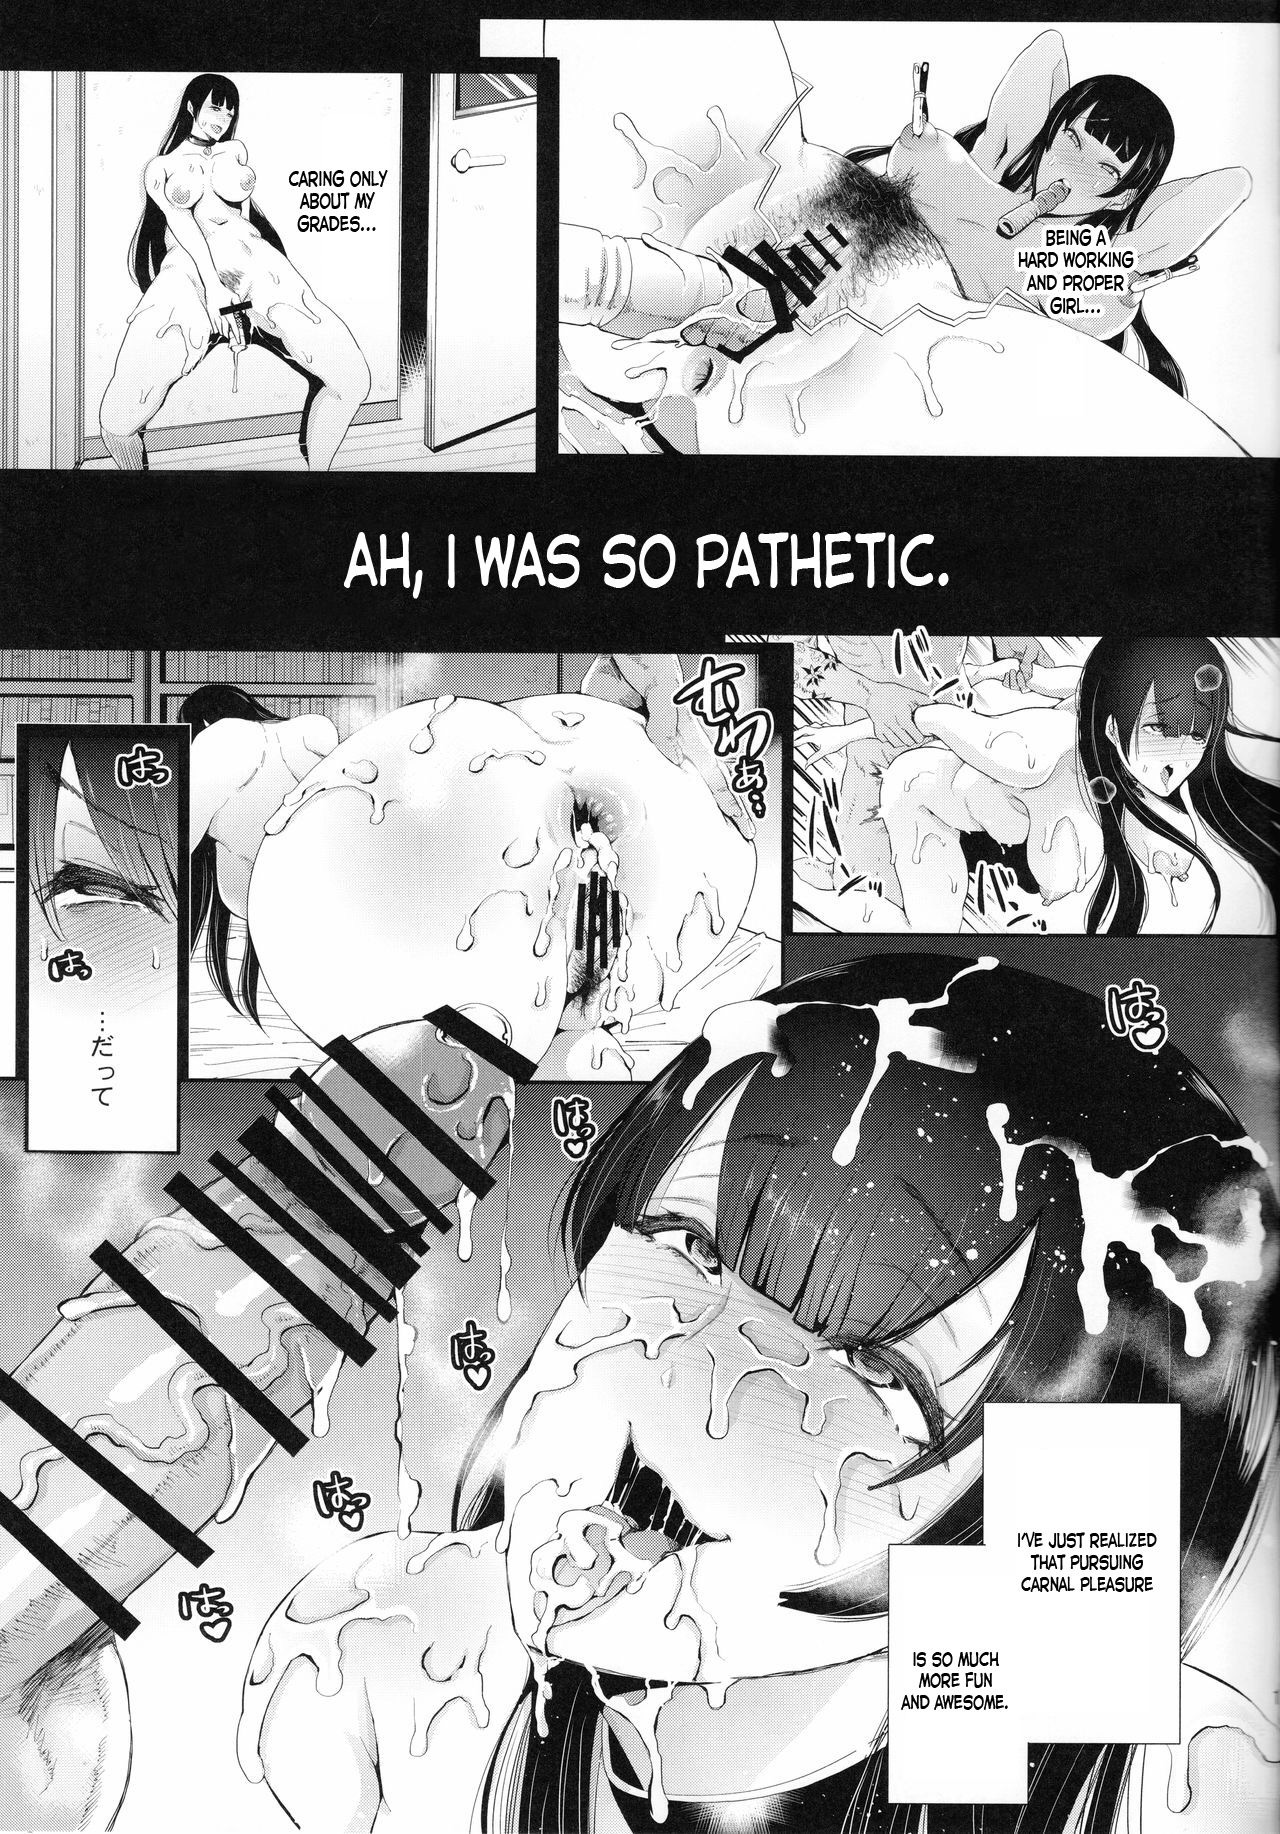 BEING A
HARD WORKING
AND PROPER
GIRL...
CARING ONLY
ABOUT MY
GRADES...
AH, I WAS SO PATHETIC.
むわぁ…
はっ
はっ
…だって
はっ♡
はっ♡
はっ♡
はっ♡
はっ♡
I'VE JUST REALIZED
THAT PURSUING
CARNAL PLEASURE
IS SO MUCH
MORE FUN
AND AWESOME.